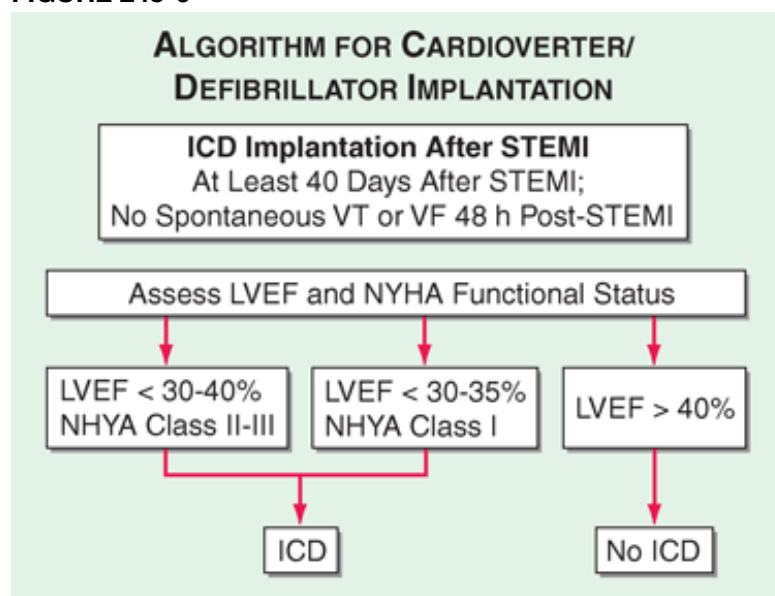 ALGORITHM FOR CARDIOVERTER/
DEFIBRILLATOR IMPLANTATION
ICD Implantation After STEMI
At Least 40 Days After STEMI;
No Spontaneous VT or VF 48 h Post-STEMI
Assess LVEF and NYHA Functional Status
LVEF < 30-40%
NHYA Class II-III
LVEF < 30-35%
NHYA Class I
LVEF > 40%
ICD
No ICD